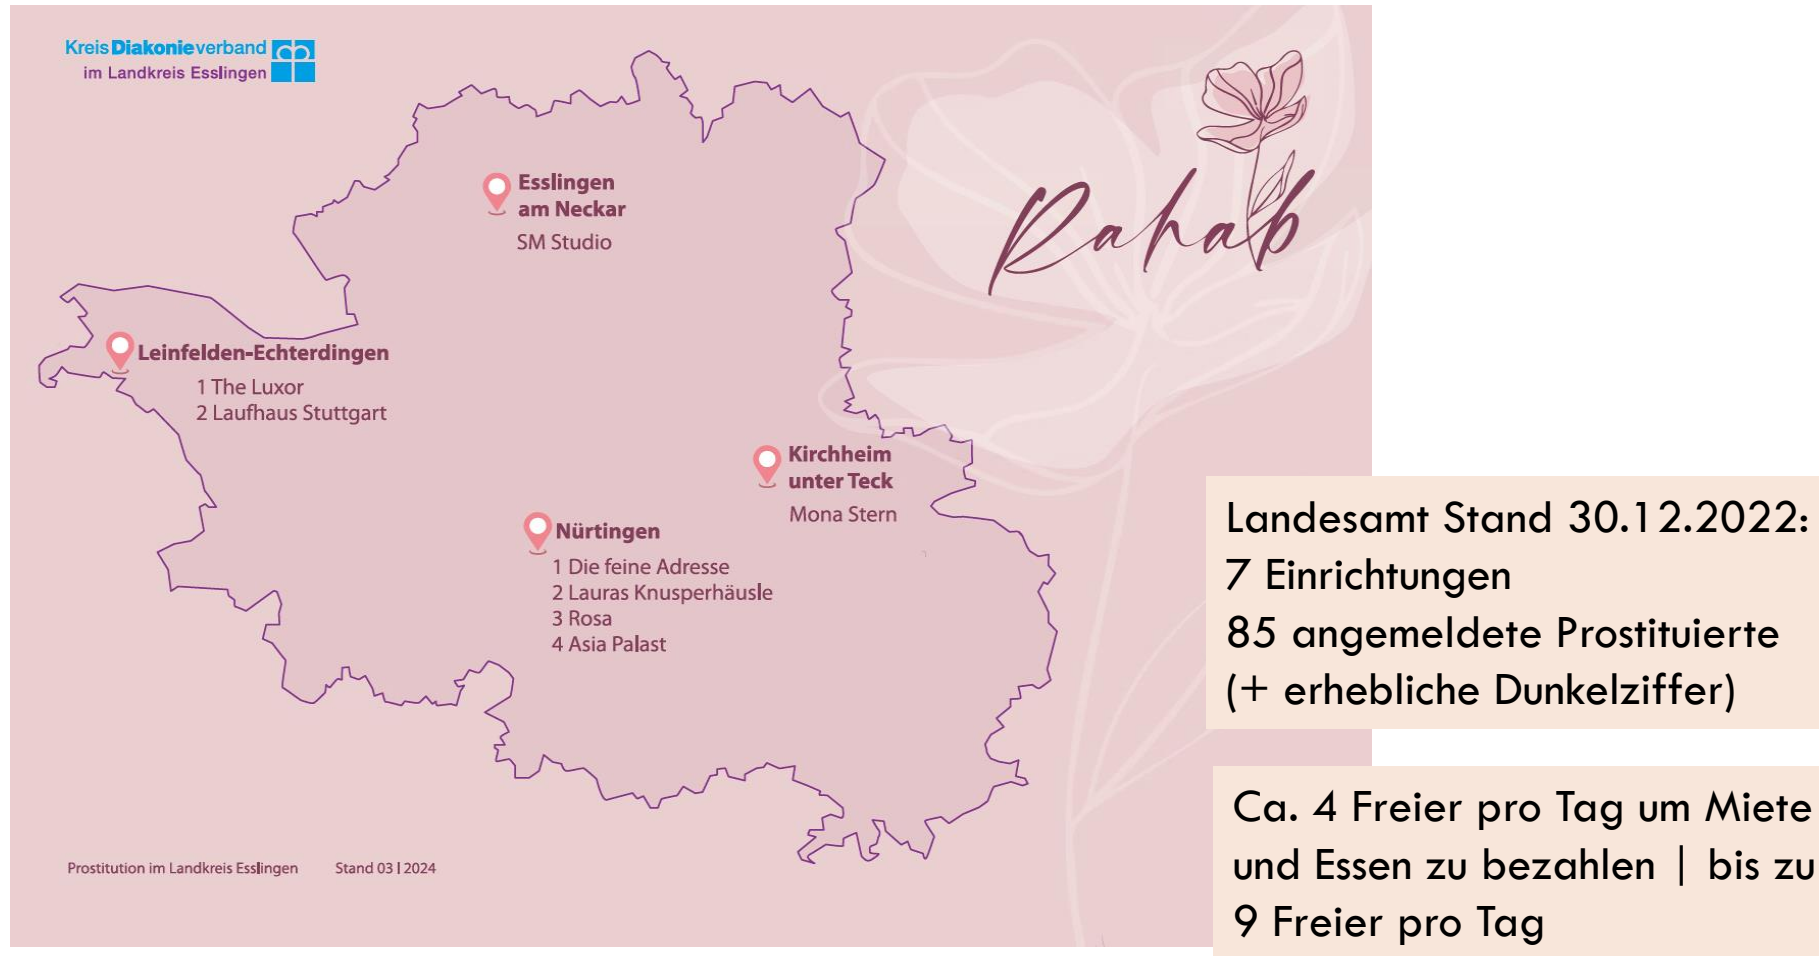 Kreis Diakonieverband
im Landkreis Esslingen
Rahab
Esslingen
am Neckar
SM Studio
Leinfelden-Echterdingen
1 The Luxor
2 Laufhaus Stuttgart
Kirchheim
unter Teck
Mona Stern
Nürtingen
1 Die feine Adresse
2 Lauras Knusperhäusle
3 Rosa
4 Asia Palast
Prostitution im Landkreis Esslingen Stand 03 | 2024
Landesamt Stand 30.12.2022:
7 Einrichtungen
85 angemeldete Prostituierte
(+ erhebliche Dunkelziffer)
Ca. 4 Freier pro Tag um Miete
und Essen zu bezahlen | bis zu
9 Freier pro Tag